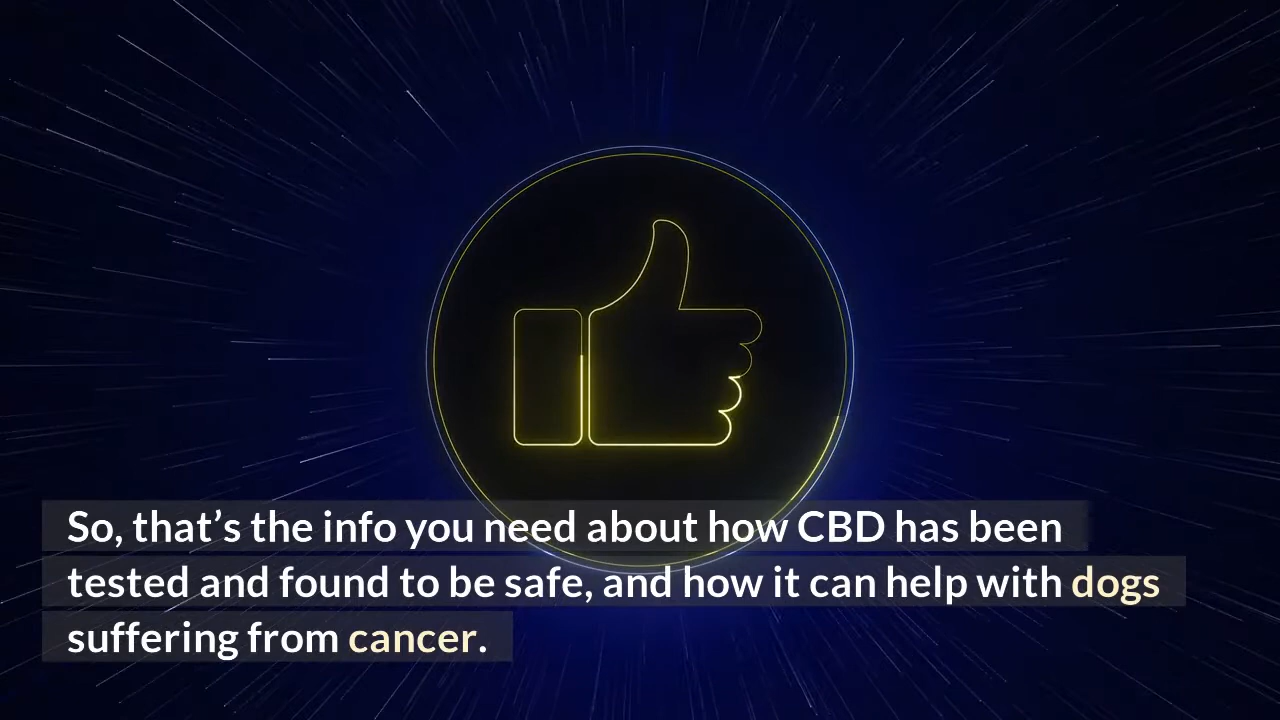 So, that’s the info you need about how CBD has been
tested and found to be safe, and how it can help with dogs
suffering from cancer.